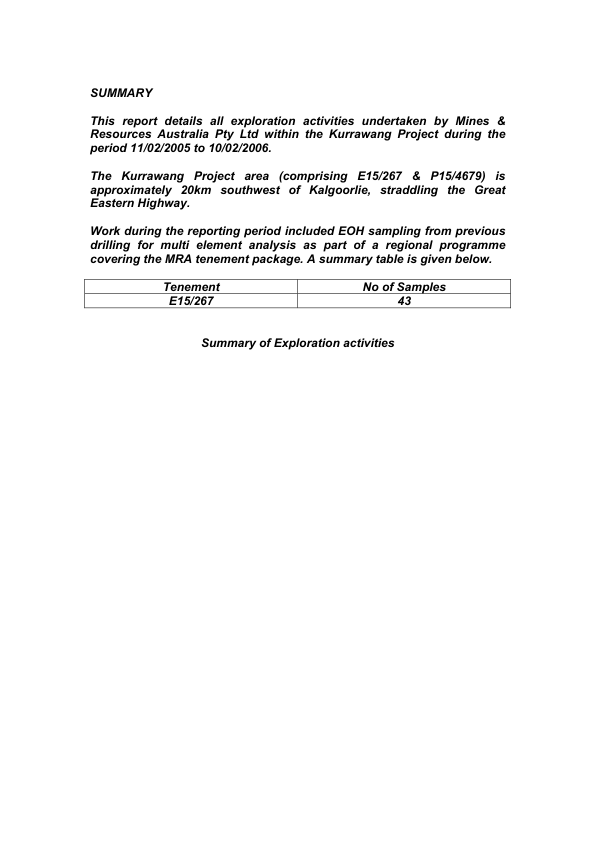 SUMMARY
This report details all exploration activities undertaken by Mines &
Resources Australia Pty Ltd within the Kurrawang Project during the
period 11/02/2005 to 10/02/2006.
The Kurrawang Project area (comprising E15/267 & P15/4679) is
approximately 20km southwest of Kalgoorlie, straddling the Great
Eastern Highway.
Work during the reporting period included EOH sampling from previous
drilling for multi element analysis as part of a regional programme
covering the MRA tenement package. A summary table is given below.
Tenement No of Samples
E15/267 43
Summary of Exploration activities